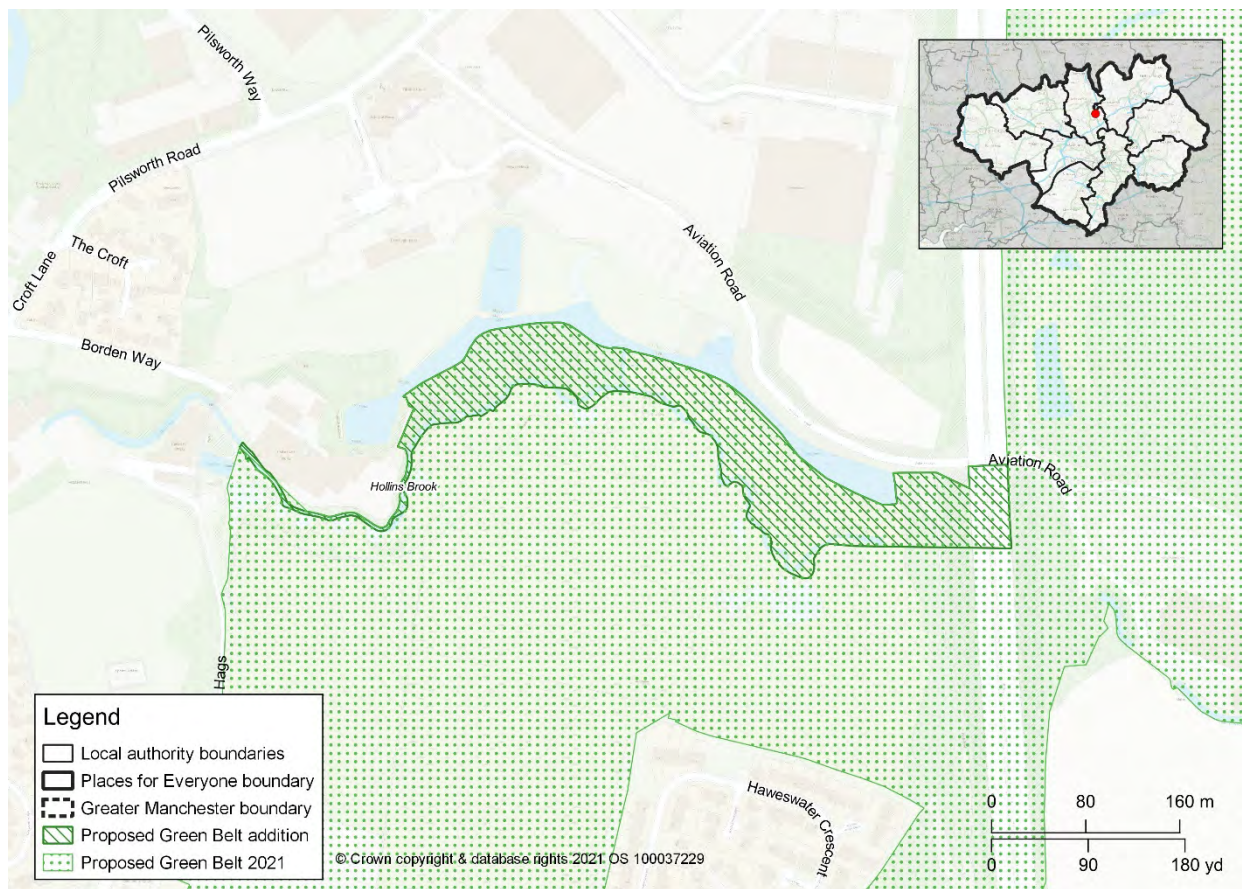 Pilsworth Way
Pilsworth Road
The Croft
Croft Lane
Borden Way
Aviation Road
Aviation Road
Hollins Brook
Hags
Haweswater Crescent
Legend
Local authority boundaries
Places for Everyone boundary
Greater Manchester boundary
Proposed Green Belt addition
Proposed Green Belt 2021
© Crown copyright & database rights 2021 OS 100037229
0 80 160 m
0 90 180 yd